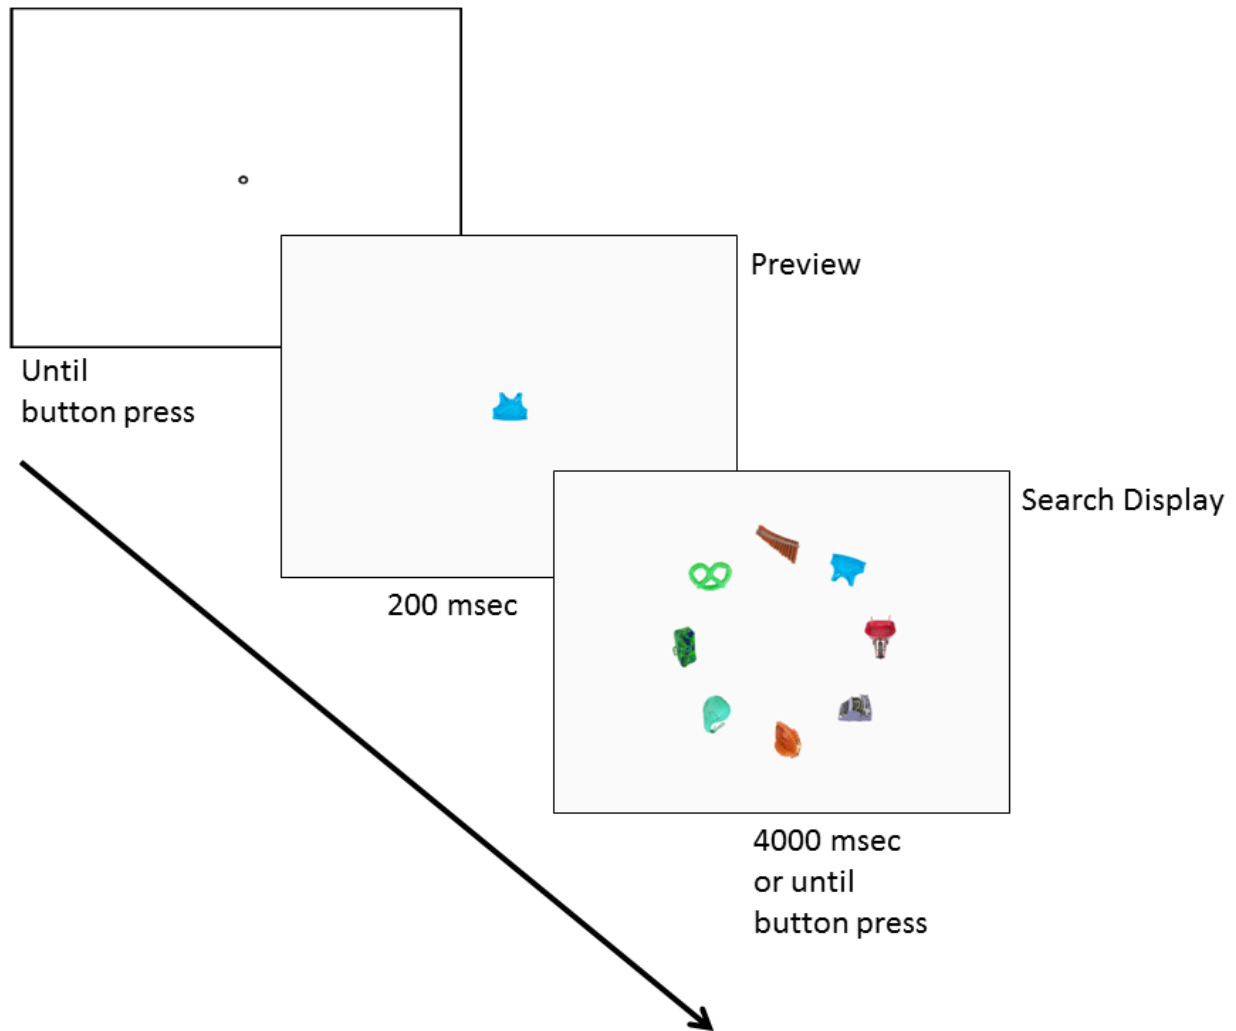 Until
button press
Preview
200 msec
Search Display
4000 msec
or until
button press